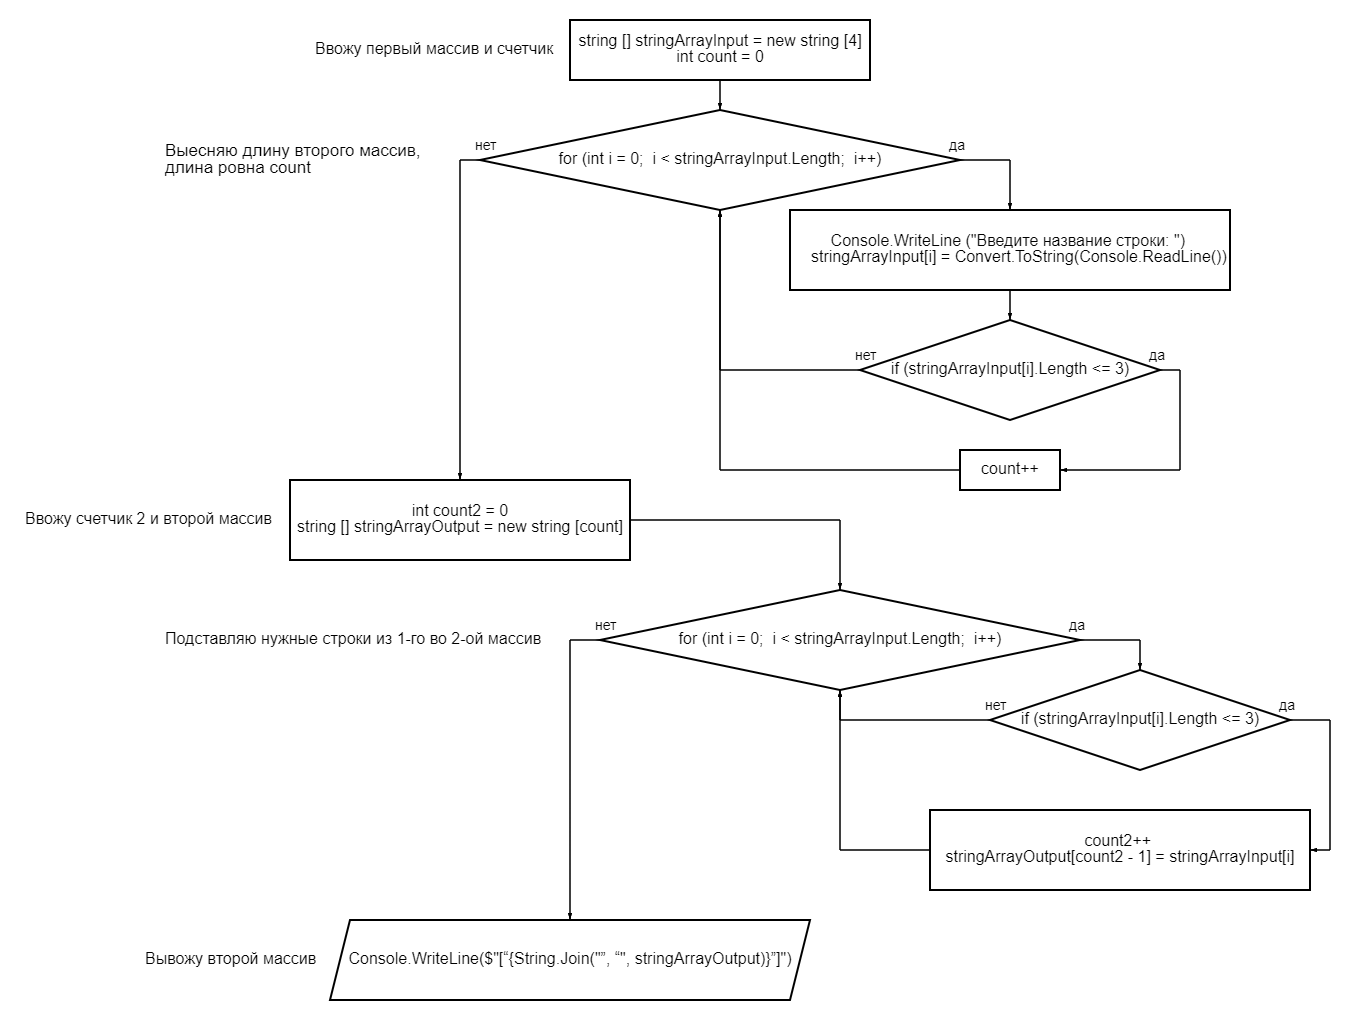 Ввожу первый массив и счетчик
string [] stringArrayInput = new string [4]
int count = 0
Выесняю длину второго массив,
длина ровна count
нет
for (int i = 0;  i < stringArrayInput.Length;  i++)
да
Console.WriteLine ("Введите название строки: ")
stringArrayInput[i] = Convert.ToString(Console.ReadLine())
нет
if (stringArrayInput[i].Length <= 3)
да
count++
Ввожу счетчик 2 и второй массив
int count2 = 0
string [] stringArrayOutput = new string [count]
Подставляю нужные строки из 1-го во 2-ой массив
нет
for (int i = 0;  i < stringArrayInput.Length;  i++)
да
нет
if (stringArrayInput[i].Length <= 3)
да
count2++
stringArrayOutput[count2 - 1] = stringArrayInput[i]
Вывожу второй массив
Console.WriteLine($"[“{String.Join("”, “", stringArrayOutput)}”]")